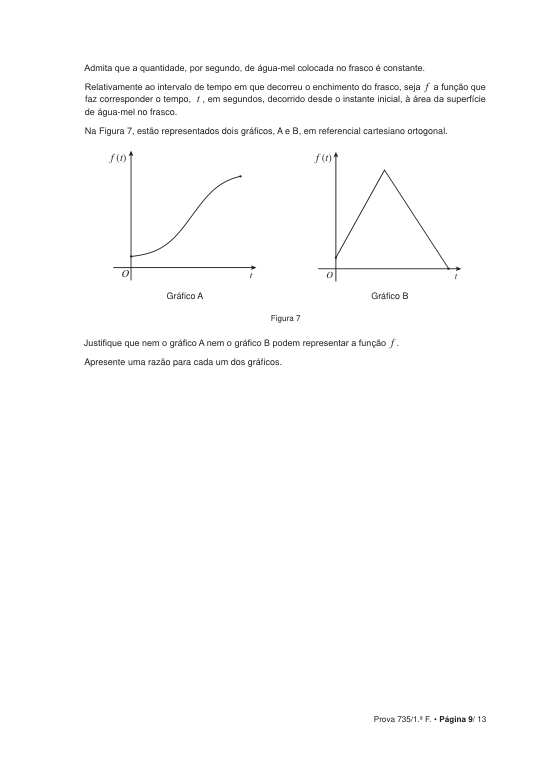 Admita que a quantidade, por segundo, de água-mel colocada no frasco é constante.
Relativamente ao intervalo de tempo em que decorreu o enchimento do frasco, seja f a função que
faz corresponder o tempo, t , em segundos, decorrido desde o instante inicial, à área da superfície
de água-mel no frasco.
Na Figura 7, estão representados dois gráficos, A e B, em referencial cartesiano ortogonal.
f (t)
O
t
Gráfico A
f (t)
O
t
Gráfico B
Figura 7
Justifique que nem o gráfico A nem o gráfico B podem representar a função f .
Apresente uma razão para cada um dos gráficos.
Prova 735/1.ª F. • Página 9/ 13